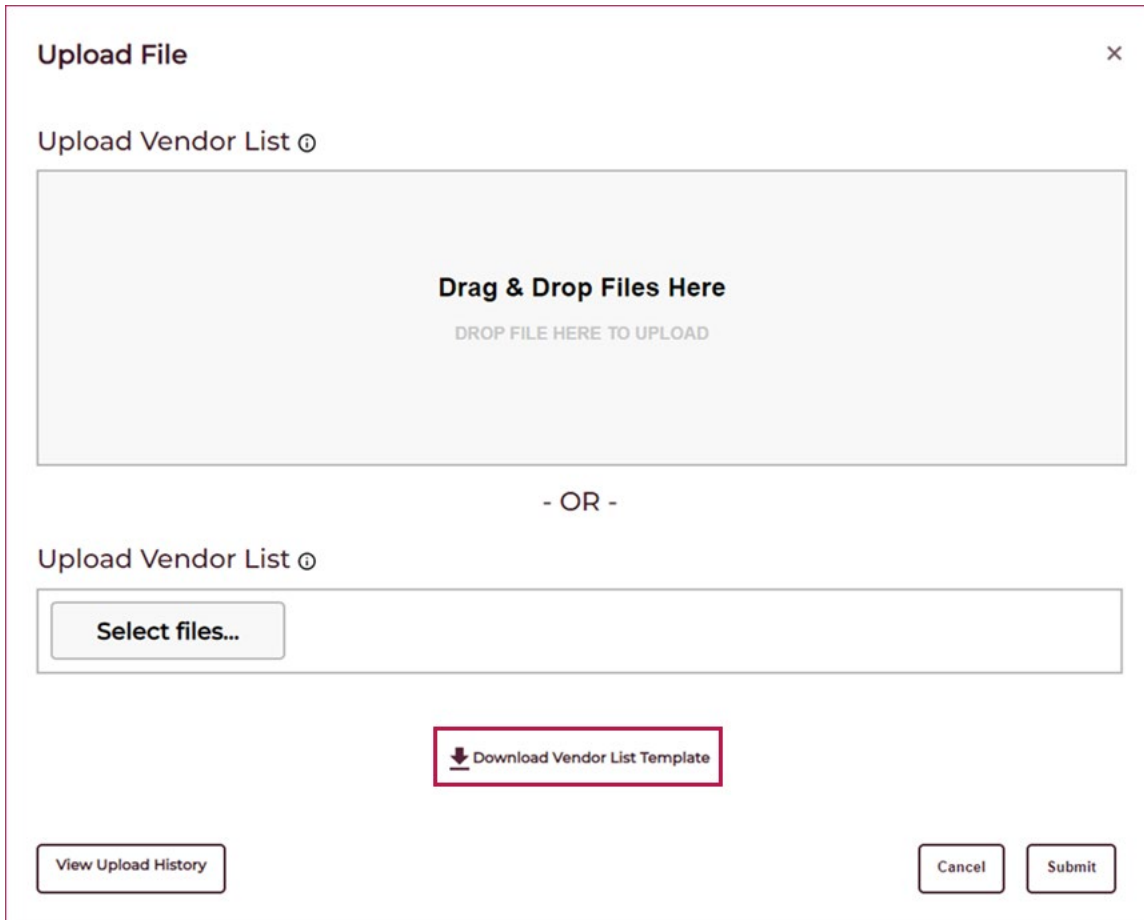 Upload File
Upload Vendor List
Drag & Drop Files Here
DROP FILE HERE TO UPLOAD
- OR -
Upload Vendor List
Select files...
Download Vendor List Template
View Upload History
Cancel
Submit